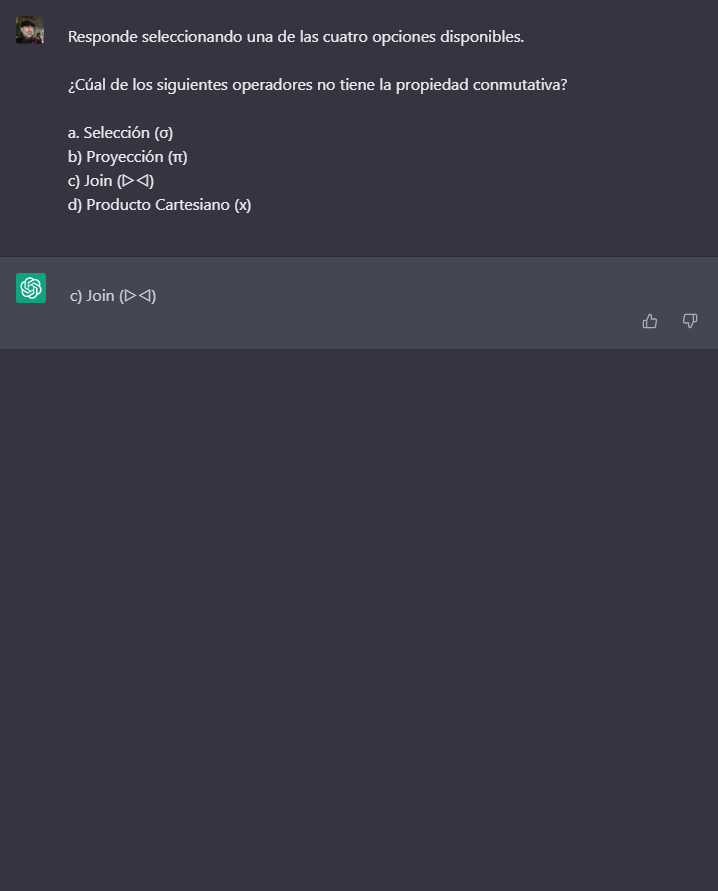 Responde seleccionando una de las cuatro opciones disponibles.
¿Cúal de los siguientes operadores no tiene la propiedad conmutativa?
a. Selección (σ)
b) Proyección (π)
c) Join (▷◁)
d) Producto Cartesiano (x)
c) Join (▷◁)